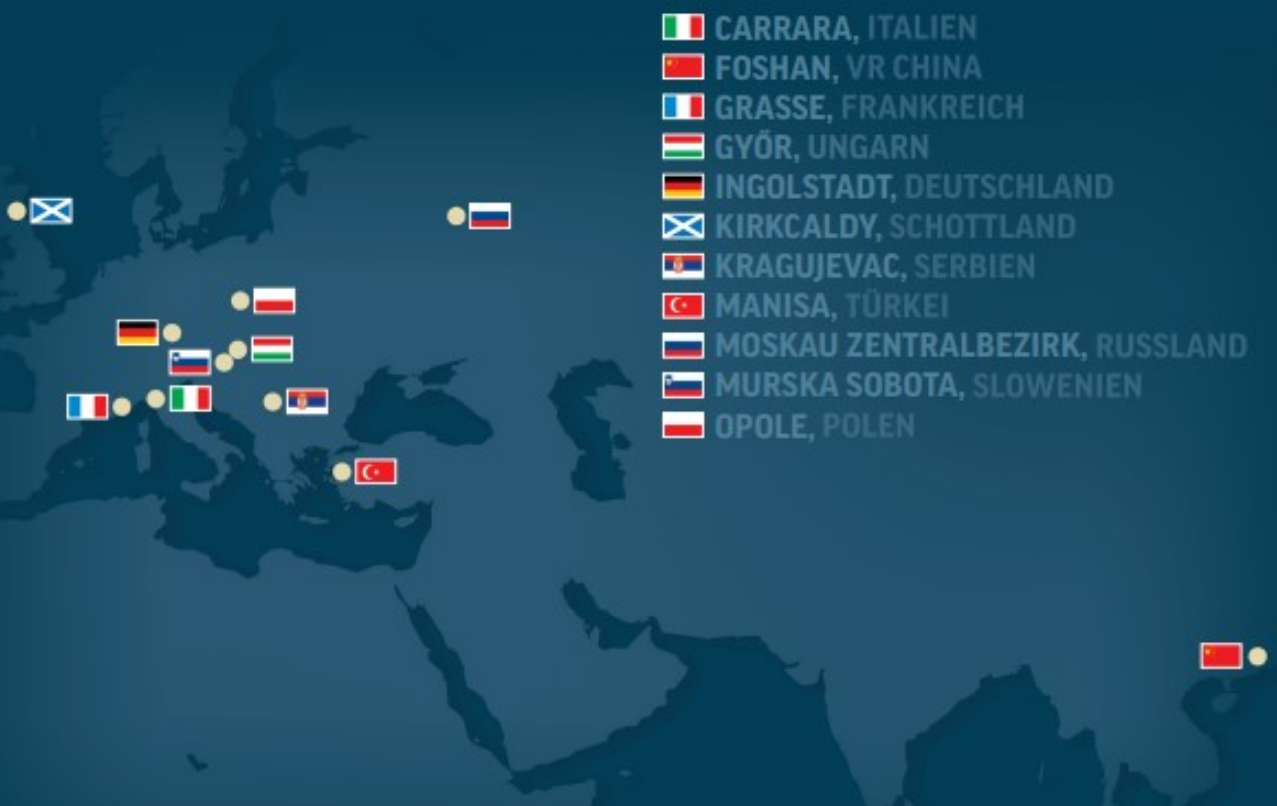 CARRARA, ITALIEN
FOSHAN, VR CHINA
GRASSE, FRANKREICH
GYŐR, UNGARN
INGOLSTADT, DEUTSCHLAND
KIRKCALDY, SCHOTTLAND
KRAGUJEVAC, SERBIEN
MANISA, TÜRKEI
MOSKAU ZENTRALBEZIRK, RUSSLAND
MURSKA SOBOTA, SLOWENIEN
OPOLE, POLEN